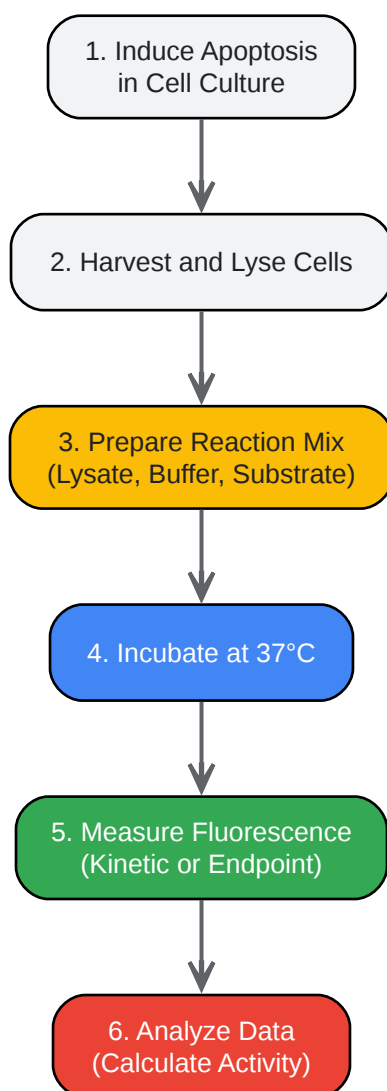 1. Induce Apoptosis
in Cell Culture
2. Harvest and Lyse Cells
3. Prepare Reaction Mix
(Lysate, Buffer, Substrate)
4. Incubate at 37°C
5. Measure Fluorescence
(Kinetic or Endpoint)
6. Analyze Data
(Calculate Activity)